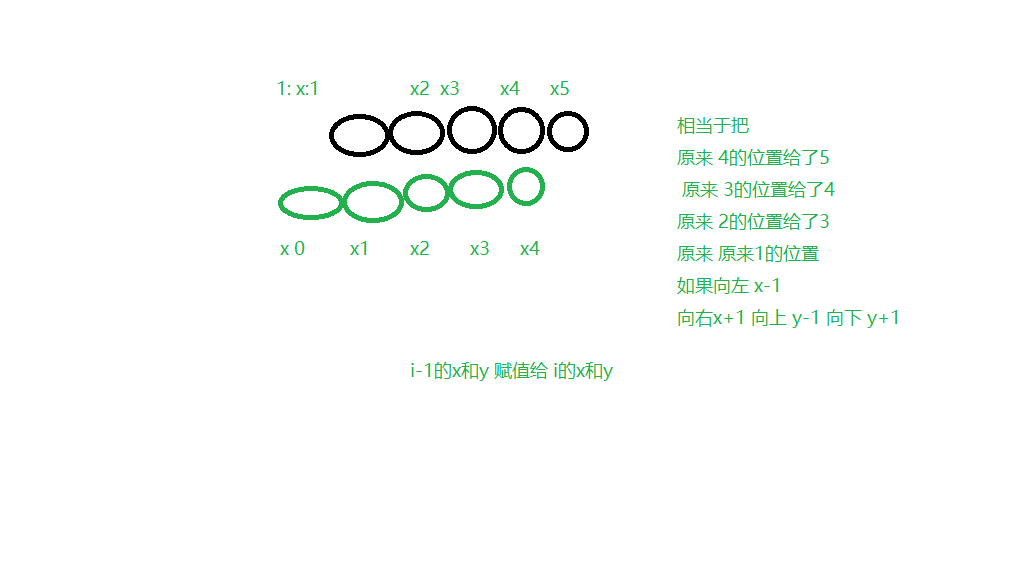 1: x:1 x2 x3 x4 x5
相当于把
原来 4的位置给了5
原来 3的位置给了4
原来 2的位置给了3
原来 原来1的位置
如果向左 x-1
向右x+1 向上 y-1 向下 y+1
x 0 x1 x2 x3 x4
i-1的x和y 赋值给 i的x和y